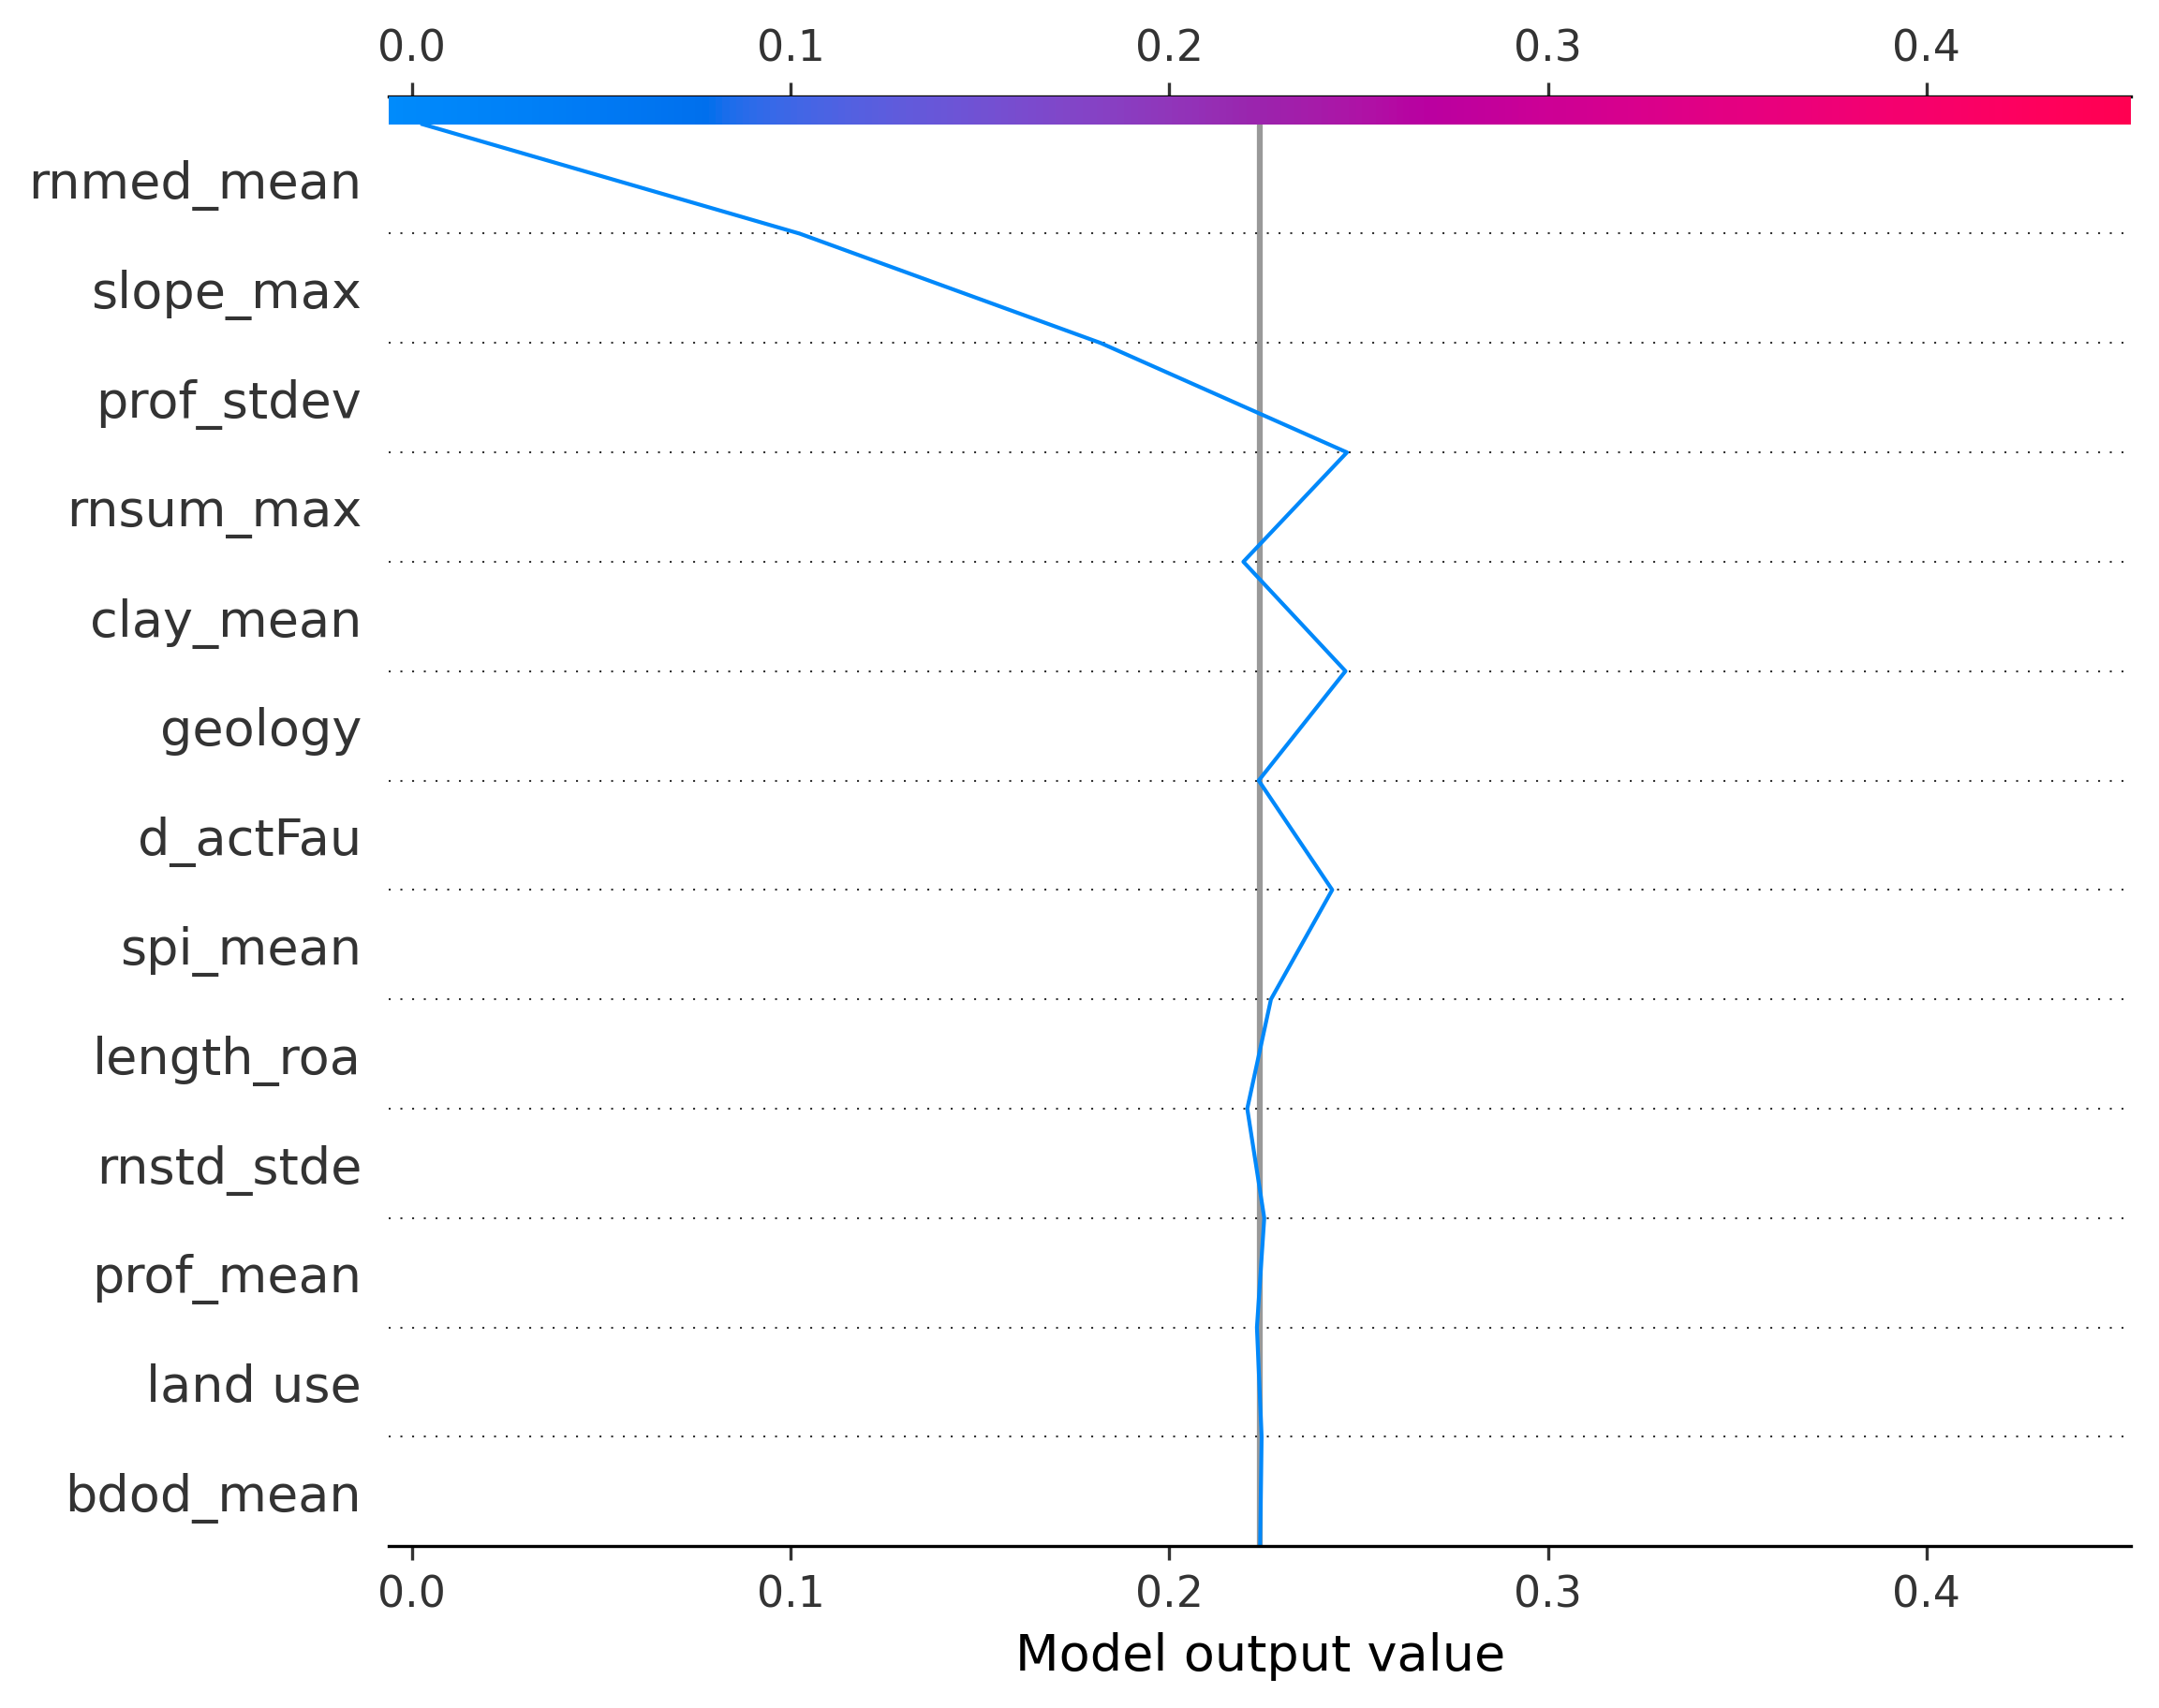 0.0 0.1 0.2 0.3 0.4
rnmed_mean
slope_max
prof_stdev
rnsum_max
clay_mean
geology
d_actFau
spi_mean
length_roa
rnstd_stde
prof_mean
land use
bdod_mean
0.0 0.1 0.2 0.3 0.4
Model output value